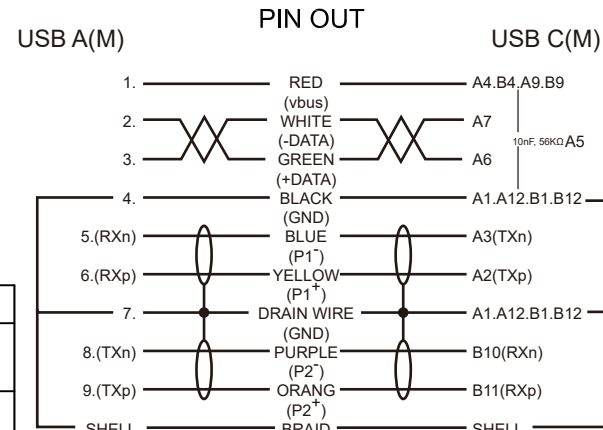 PIN OUT
USB A(M) USB C(M)
1. RED A4.B4.A9.B9
(vbus)
2. WHITE A7
(-DATA) 10nF, 56KΩ A5
3. GREEN A6
(+DATA)
4. BLACK A1.A12.B1.B12
(GND)
5.(RXn) BLUE A3(TXn)
(P1-)
6.(RXp) YELLOW A2(TXp)
(P1+)
7. DRAIN WIRE A1.A12.B1.B12
(GND)
8.(TXn) PURPLE B10(RXn)
(P2-)
9.(TXp) ORANG B11(RXp)
(P2+)
SHELL BRAID SHELL